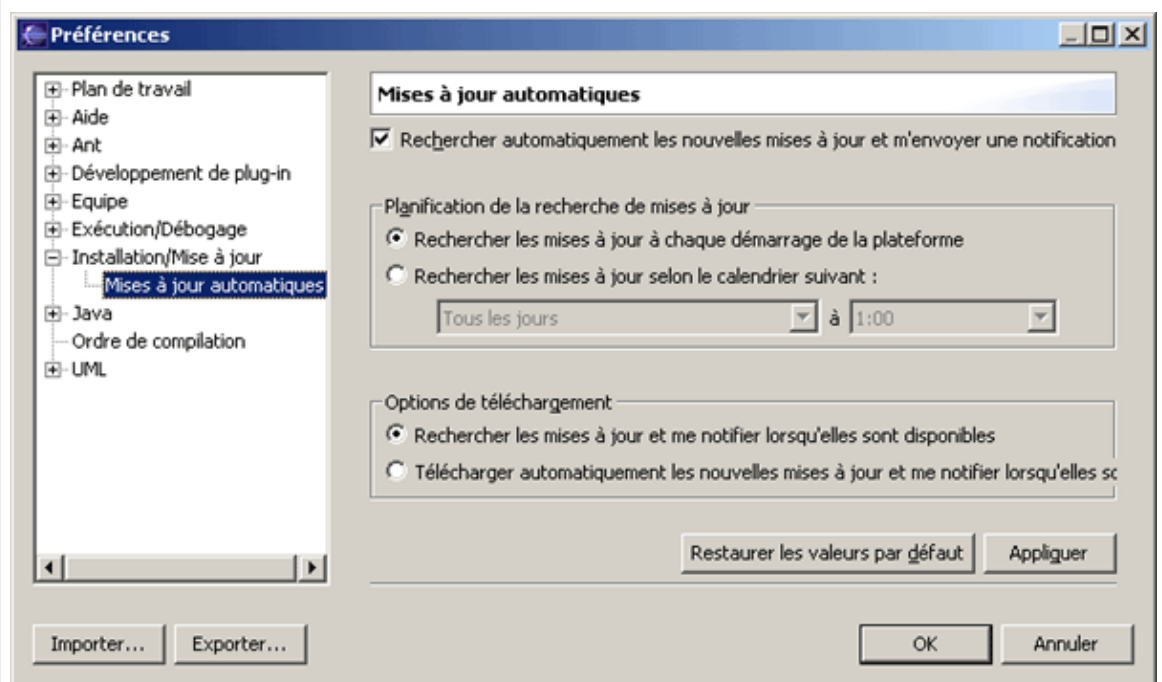 Préférences
Plan de travail
Aide
Ant
Développement de plug-in
Equipe
Exécution/Débogage
Installation/Mise à jour
Mises à jour automatiques
Java
Ordre de compilation
UML
Mises à jour automatiques
Rechercher automatiquement les nouvelles mises à jour et m'envoyer une notification
Planification de la recherche de mises à jour
Rechercher les mises à jour à chaque démarrage de la plateforme
Rechercher les mises à jour selon le calendrier suivant :
Tous les jours à 1:00
Options de téléchargement
Rechercher les mises à jour et me notifier lorsqu'elles sont disponibles
Télécharger automatiquement les nouvelles mises à jour et me notifier lorsqu'elles
Restaurer les valeurs par défaut Appliquer
Importer... Exporter... OK Annuler